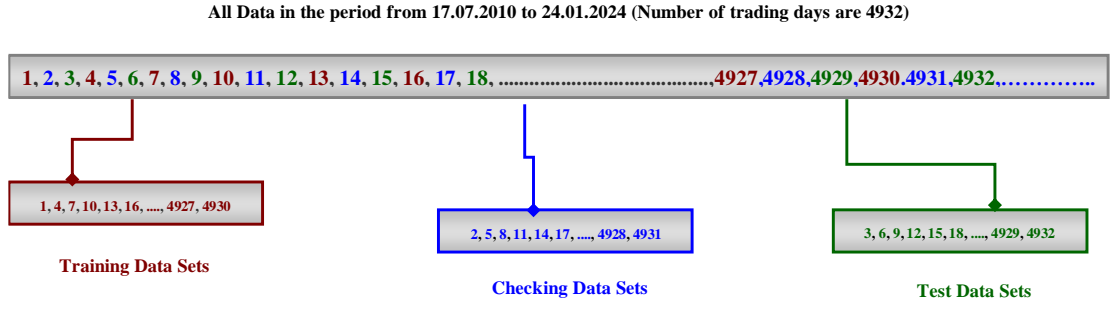 All Data in the period from 17.07.2010 to 24.01.2024 (Number of trading days are 4932)
1, 2, 3, 4, 5, 6, 7, 8, 9, 10, 11, 12, 13, 14, 15, 16, 17, 18, ..........................................,4927,4928,4929,4930.4931,4932,…………..
1, 4, 7, 10, 13, 16, ...., 4927, 4930
2, 5, 8, 11, 14, 17, ...., 4928, 4931
3, 6, 9, 12, 15, 18, ...., 4929, 4932
Training Data Sets
Checking Data Sets
Test Data Sets